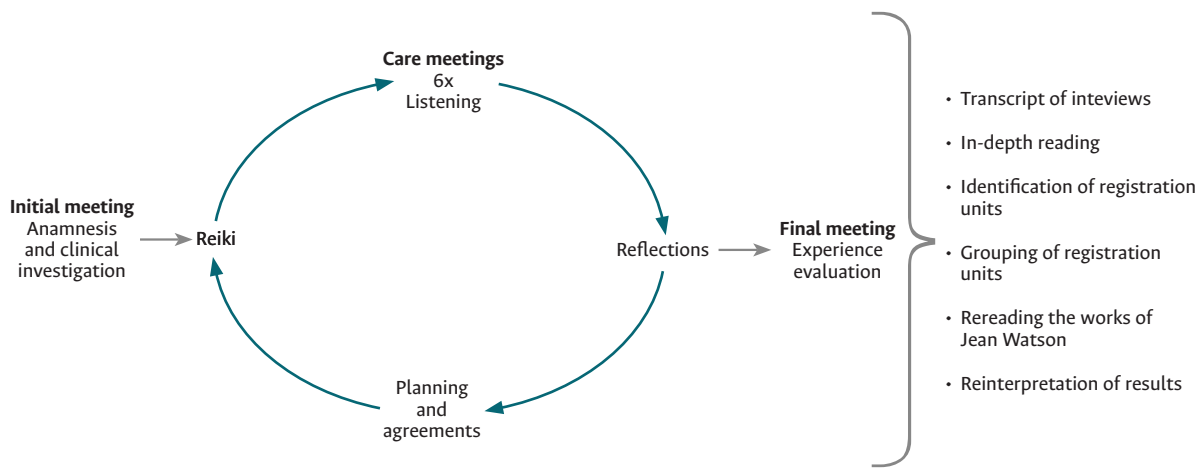 Initial meeting
Anamnesis
and clinical
investigation
Reiki
Care meetings
6x
Listening
Reflections
Planning
and
agreements
Final meeting
Experience
evaluation
• Transcript of inteviews
• In-depth reading
• Identification of registration
units
• Grouping of registration
units
• Rereading the works of
Jean Watson
• Reinterpretation of results